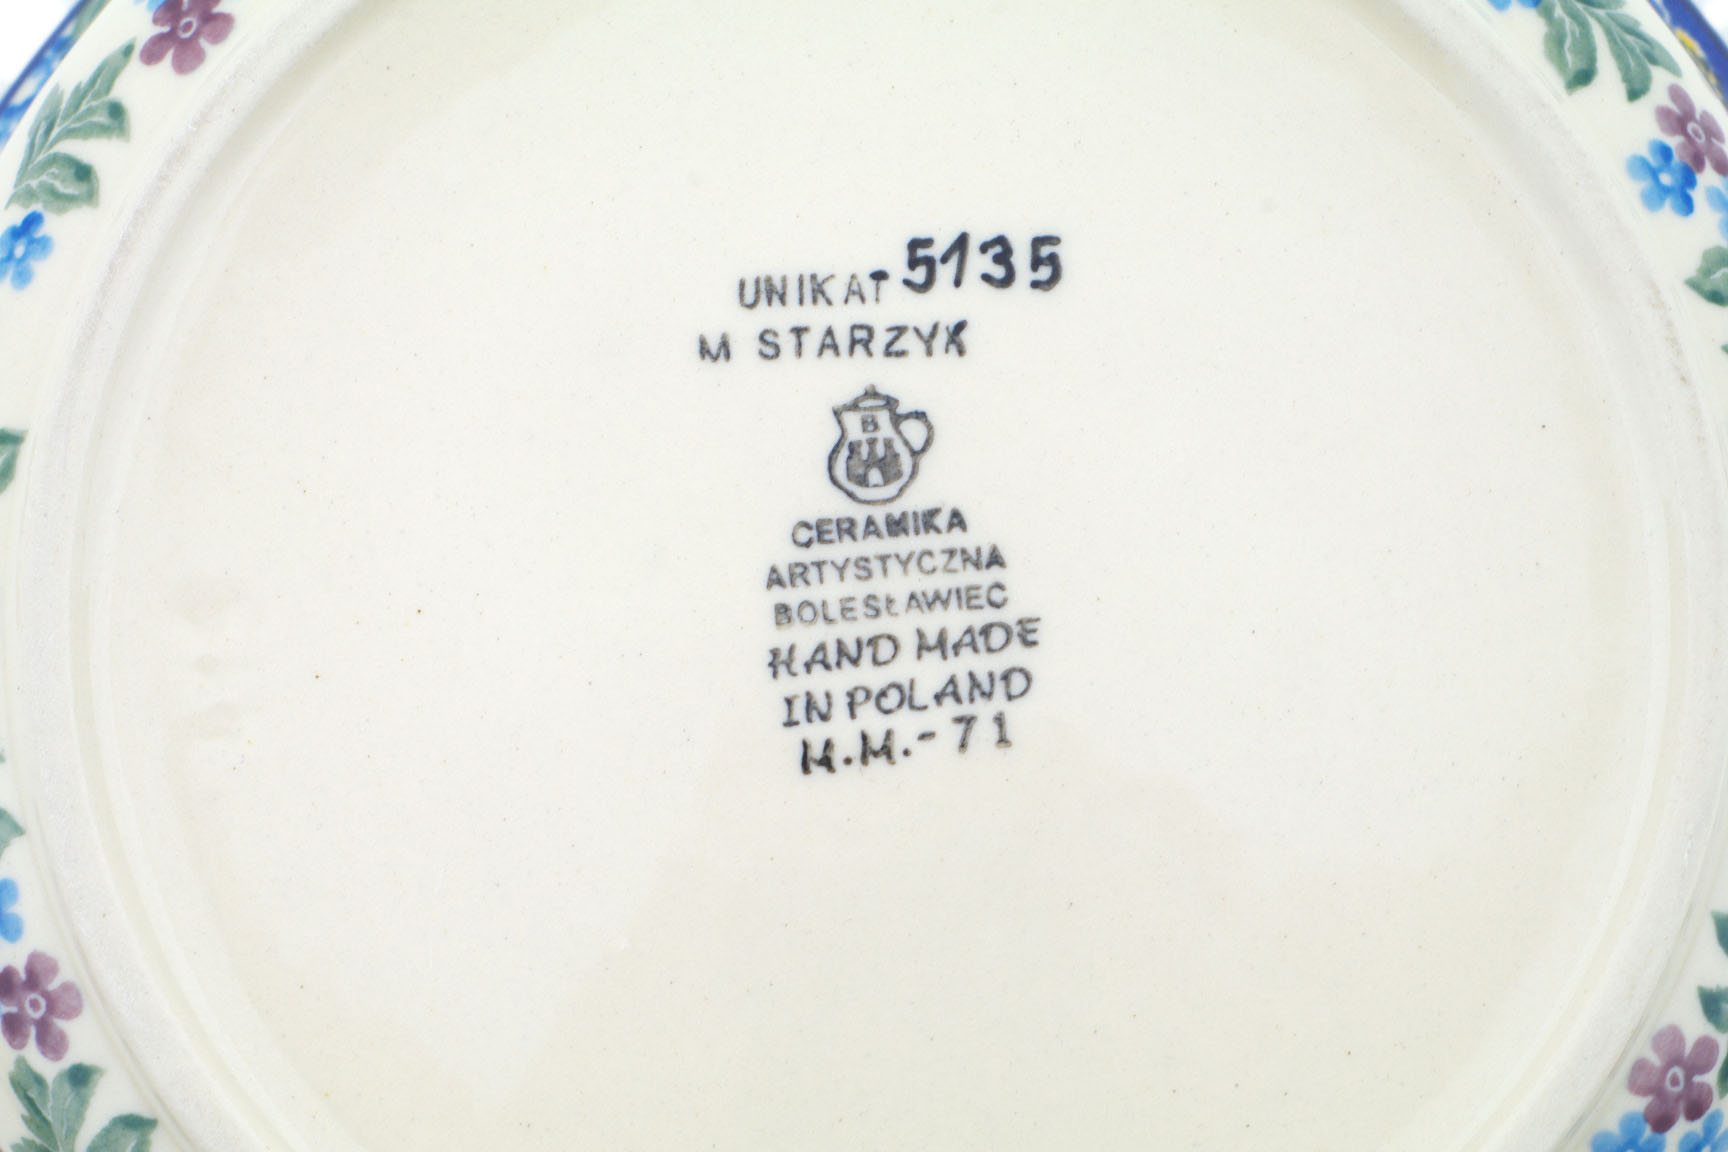 UNIKAT-5135
M STARZYK
B
CERAMIKA
ARTYSTYCZNA
BOLESŁAWIEC
HAND MADE
IN POLAND
M.M.-71